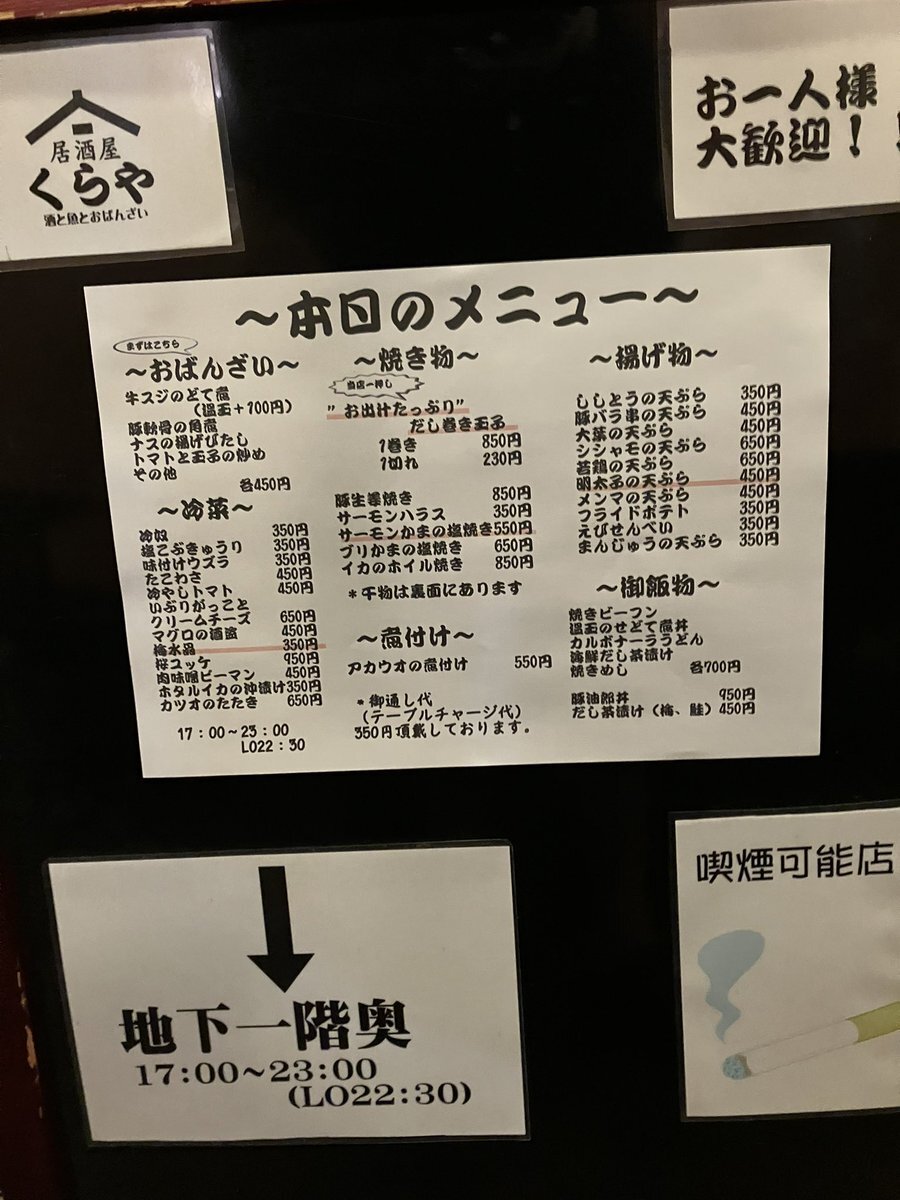 居酒屋
くらや
酒と魚とおばんざい
お一人様
大歓迎！！
〜本日のメニュー〜
まずはこちら
〜おばんざい〜
牛スジのどて煮
（温玉＋100円）
豚軟骨の角煮
ナスの揚げびたし
トマトと玉子の炒め
その他
各450円
〜冷菜〜
冷奴 350円
塩こぶきゅうり 350円
味付けウズラ 350円
たこわさ 450円
冷やしトマト 450円
いぶりがっこと
クリームチーズ 650円
マグロの酒盗 450円
梅水晶 350円
桜ユッケ 950円
肉味噌ピーマン 450円
ホタルイカの沖漬け 350円
カツオのたたき 650円
17：00〜23：00
LO22：30
〜焼き物〜
当店一押し
"お出汁たっぷり"
だし巻き玉子
1巻き 850円
1切れ 230円
豚生姜焼き 850円
サーモンハラス 350円
サーモンかまの塩焼き 550円
ブリかまの塩焼き 650円
イカのホイル焼き 850円
＊干物は裏面にあります
〜煮付け〜
アカウオの煮付け 550円
＊御通し代
（テーブルチャージ代）
350円頂戴しております。
〜揚げ物〜
ししとうの天ぷら 350円
豚バラ串の天ぷら 450円
大葉の天ぷら 450円
シシャモの天ぷら 650円
若鶏の天ぷら 650円
明太子の天ぷら 450円
メンマの天ぷら 450円
フライドポテト 350円
えびせんべい 350円
まんじゅうの天ぷら 350円
〜御飯物〜
焼きビーフン
温玉のせどて煮丼
カルボナーラうどん
海鮮だし茶漬け
焼きめし 各700円
豚油郎丼 950円
だし茶漬け（梅、鮭） 450円
地下一階奥
17:00〜23:00
(LO22:30)
喫煙可能店